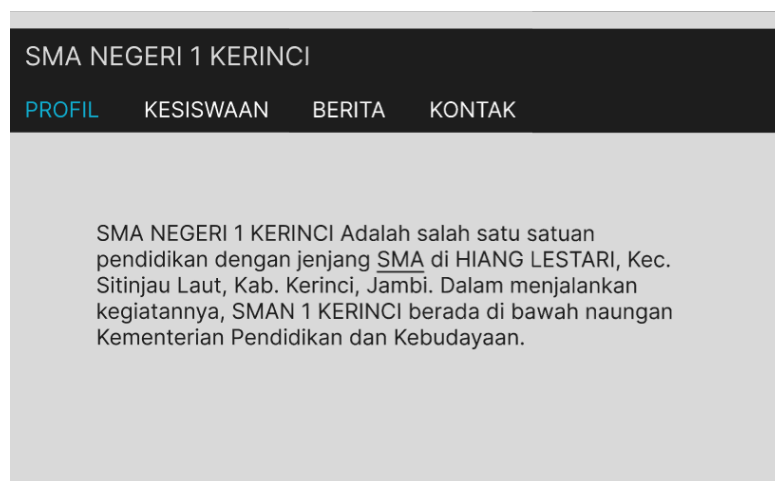 SMA NEGERI 1 KERINCI
PROFIL KESISWAAN BERITA KONTAK
SMA NEGERI 1 KERINCI Adalah salah satu satuan
pendidikan dengan jenjang SMA di HIANG LESTARI, Kec.
Sitinjau Laut, Kab. Kerinci, Jambi. Dalam menjalankan
kegiatannya, SMAN 1 KERINCI berada di bawah naungan
Kementerian Pendidikan dan Kebudayaan.